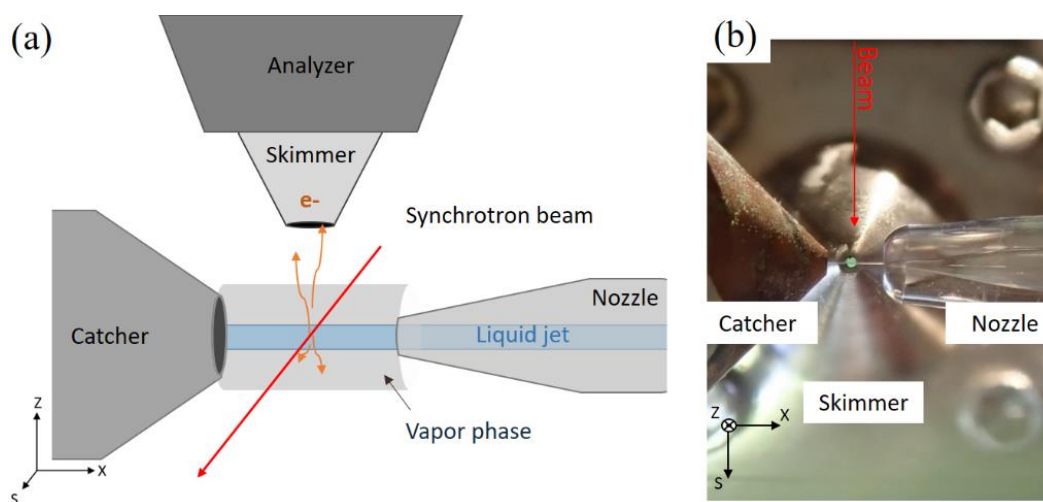 (a)
Analyzer
Skimmer
e-
Synchrotron beam
Catcher
Nozzle
Liquid jet
Vapor phase
Z
X
S
(b)
Beam
Catcher
Nozzle
Skimmer
Z
X
S